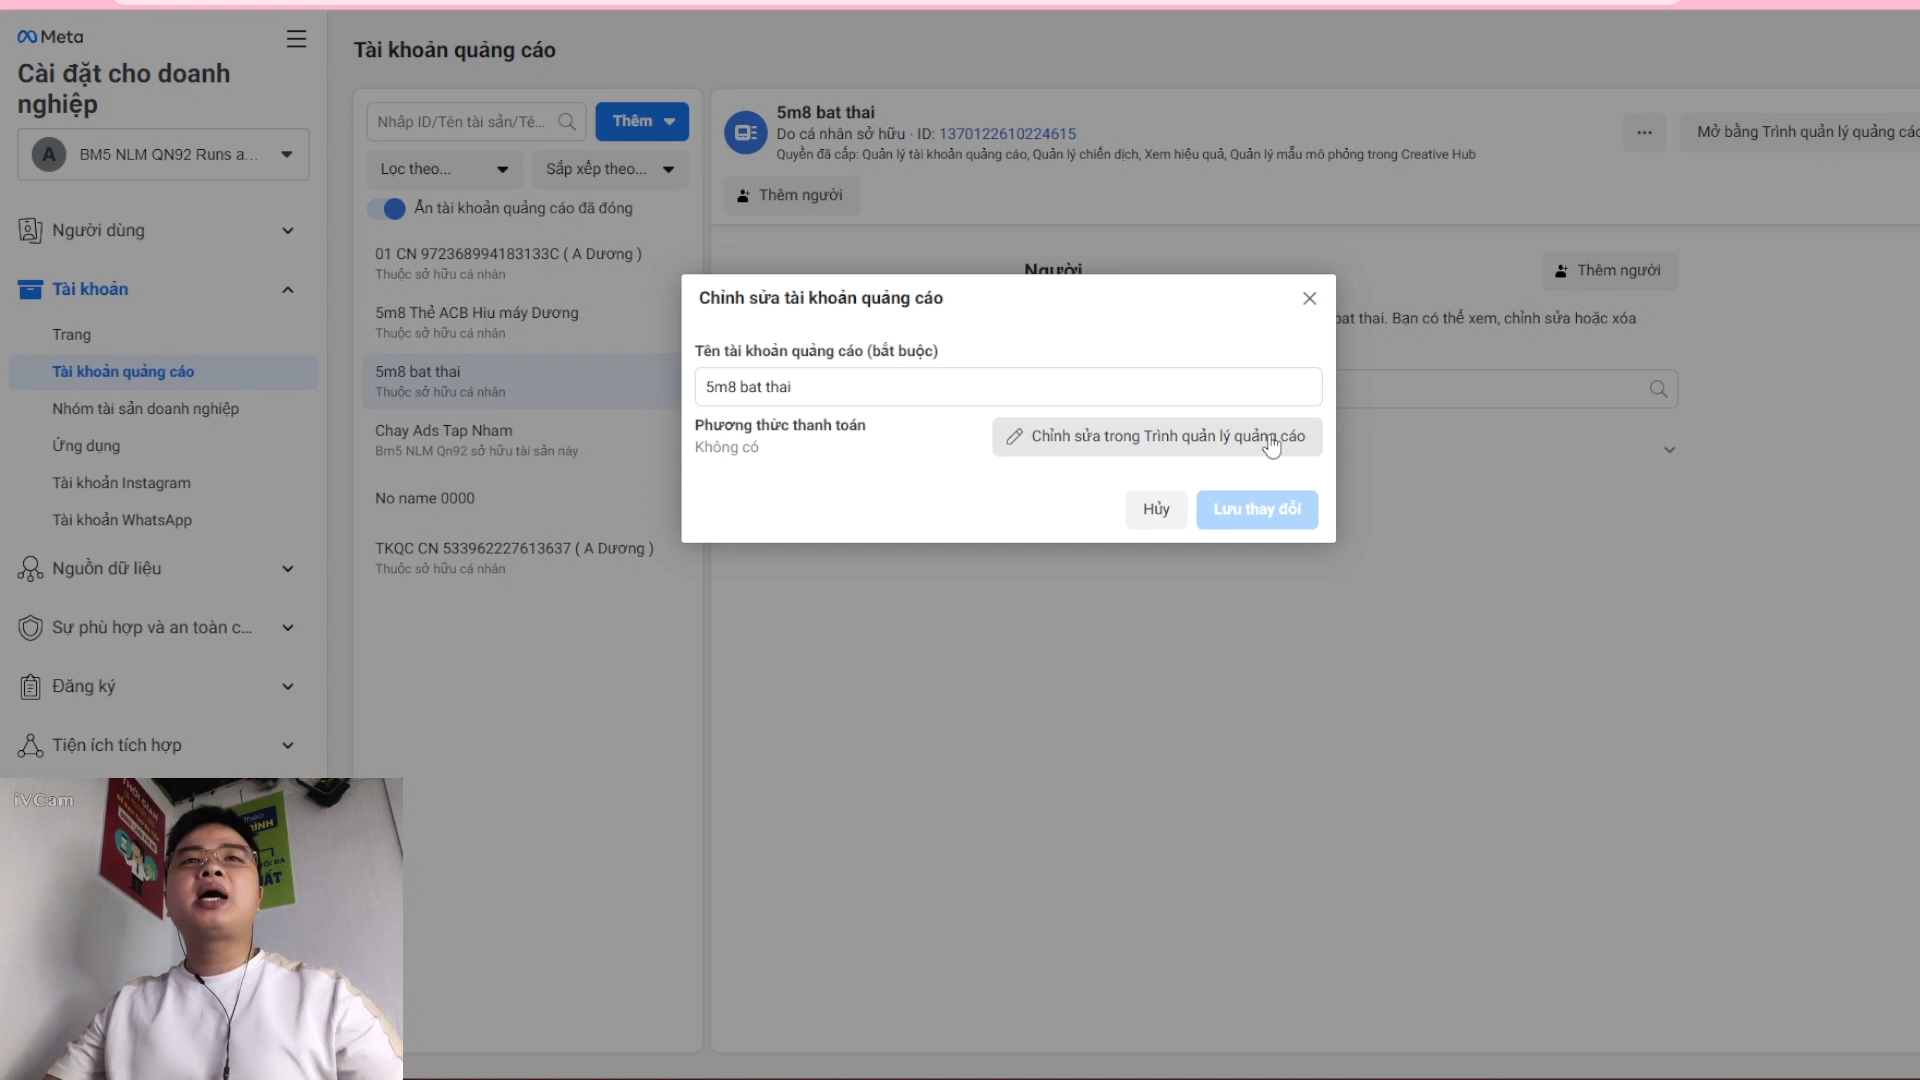 Meta
Cài đặt cho doanh
nghiệp
A
BM5 NLM QN92 Runs a...
Người dùng
Tài khoản
Trang
Tài khoản quảng cáo
Nhóm tài sản doanh nghiệp
Ứng dụng
Tài khoản Instagram
Tài khoản WhatsApp
Nguồn dữ liệu
Sự phù hợp và an toàn c...
Đăng ký
Tiện ích tích hợp
Tài khoản quảng cáo
Nhập ID/Tên tài sản/Tê...
Thêm
Lọc theo...
Sắp xếp theo...
Ẩn tài khoản quảng cáo đã đóng
01 CN 972368994183133C ( A Dương )
Thuộc sở hữu cá nhân
5m8 Thẻ ACB Hiu máy Dương
Thuộc sở hữu cá nhân
5m8 bat thai
Thuộc sở hữu cá nhân
Chay Ads Tap Nham
Bm5 NLM Qn92 sở hữu tài sản này
No name 0000
TKQC CN 533962227613637 ( A Dương )
Thuộc sở hữu cá nhân
5m8 bat thai
Do cá nhân sở hữu · ID: 1370122610224615
Quyền đã cấp: Quản lý tài khoản quảng cáo, Quản lý chiến dịch, Xem hiệu quả, Quản lý mẫu mô phỏng trong Creative Hub
Mở bằng Trình quản lý quảng cáo
Thêm người
Người
Thêm người
bat thai. Bạn có thể xem, chỉnh sửa hoặc xóa
Chỉnh sửa tài khoản quảng cáo
Tên tài khoản quảng cáo (bắt buộc)
5m8 bat thai
Phương thức thanh toán
Không có
Chỉnh sửa trong Trình quản lý quảng cáo
Hủy
Lưu thay đổi
iVCam
THỜI GIAN